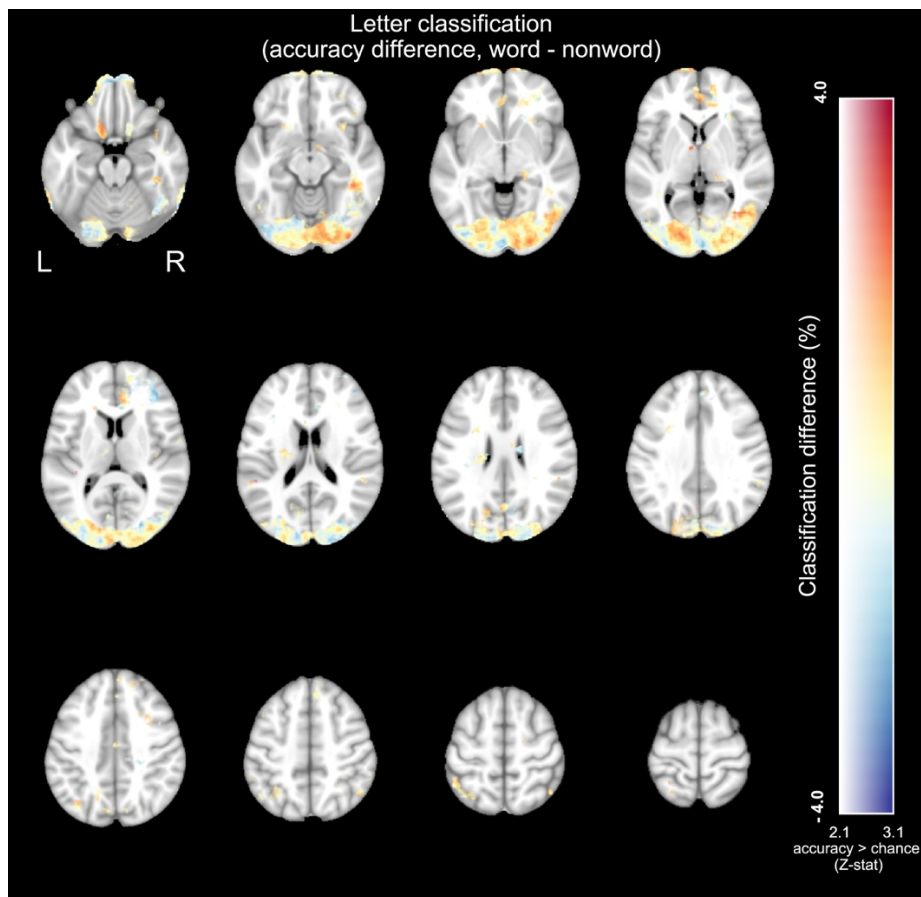 Letter classification
(accuracy difference, word - nonword)
L
R
4.0
Classification difference (%)
-4.0
2.1
3.1
accuracy > chance
(Z-stat)